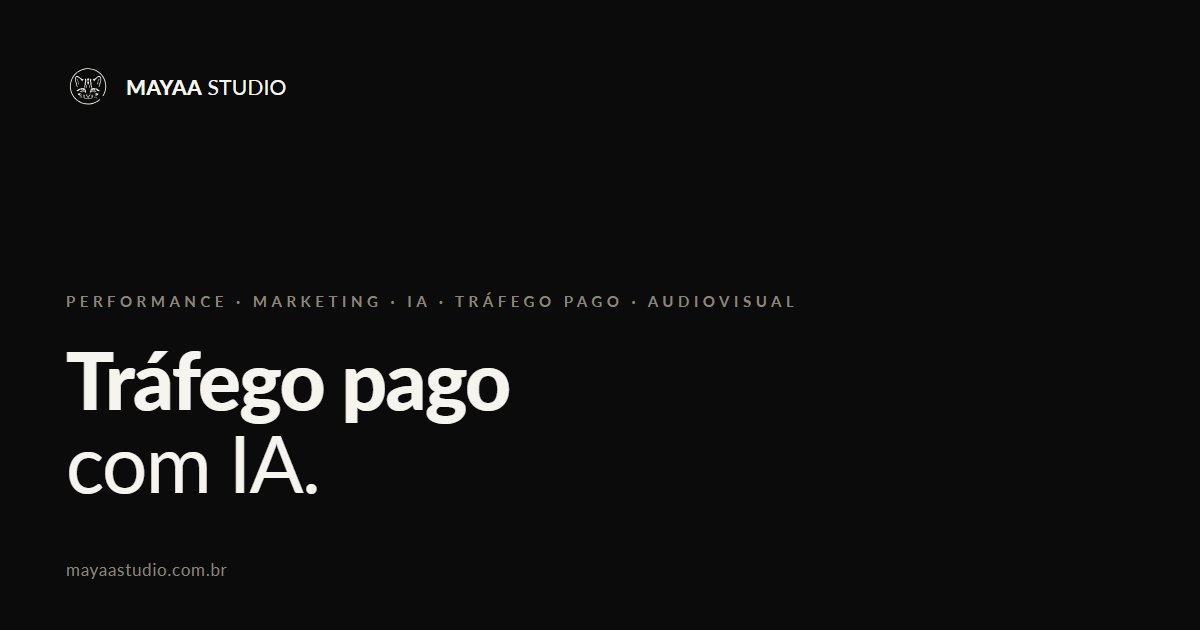 MAYAA STUDIO
PERFORMANCE · MARKETING · IA · TRÁFEGO PAGO · AUDIOVISUAL
Tráfego pago
com IA.
mayaastudio.com.br